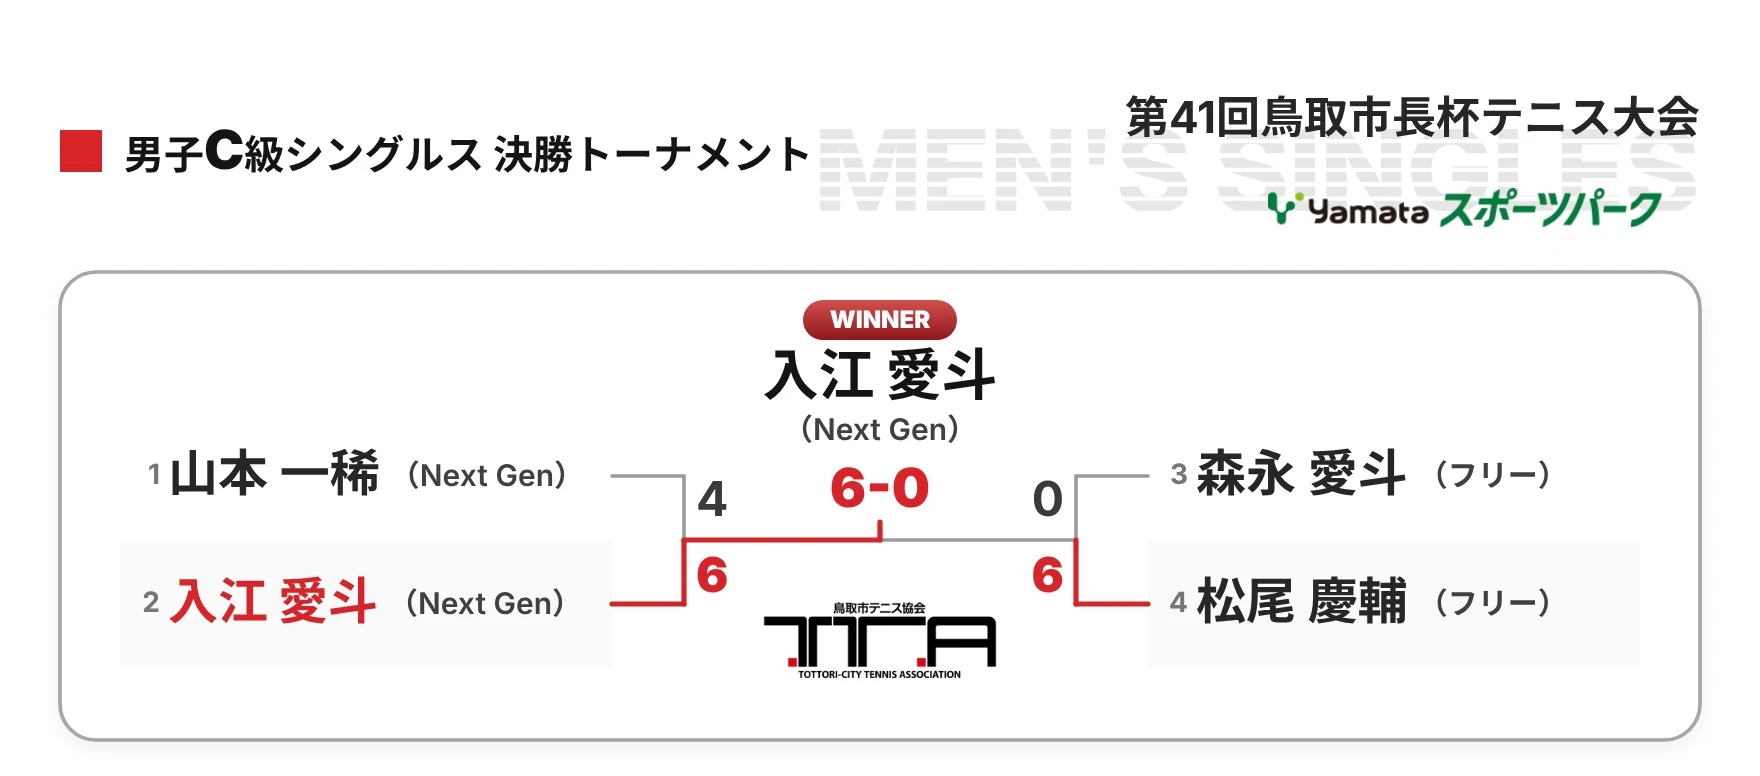 第41回鳥取市長杯テニス大会
男子C級シングルス 決勝トーナメント
MEN'S SINGLES
Yamata スポーツパーク
WINNER
入江 愛斗
（Next Gen）
1 山本 一稀 （Next Gen）
4
6-0
0
3 森永 愛斗 （フリー）
2 入江 愛斗 （Next Gen）
6
6
4 松尾 慶輔 （フリー）
鳥取市テニス協会
TTA
TOTTORI-CITY TENNIS ASSOCIATION